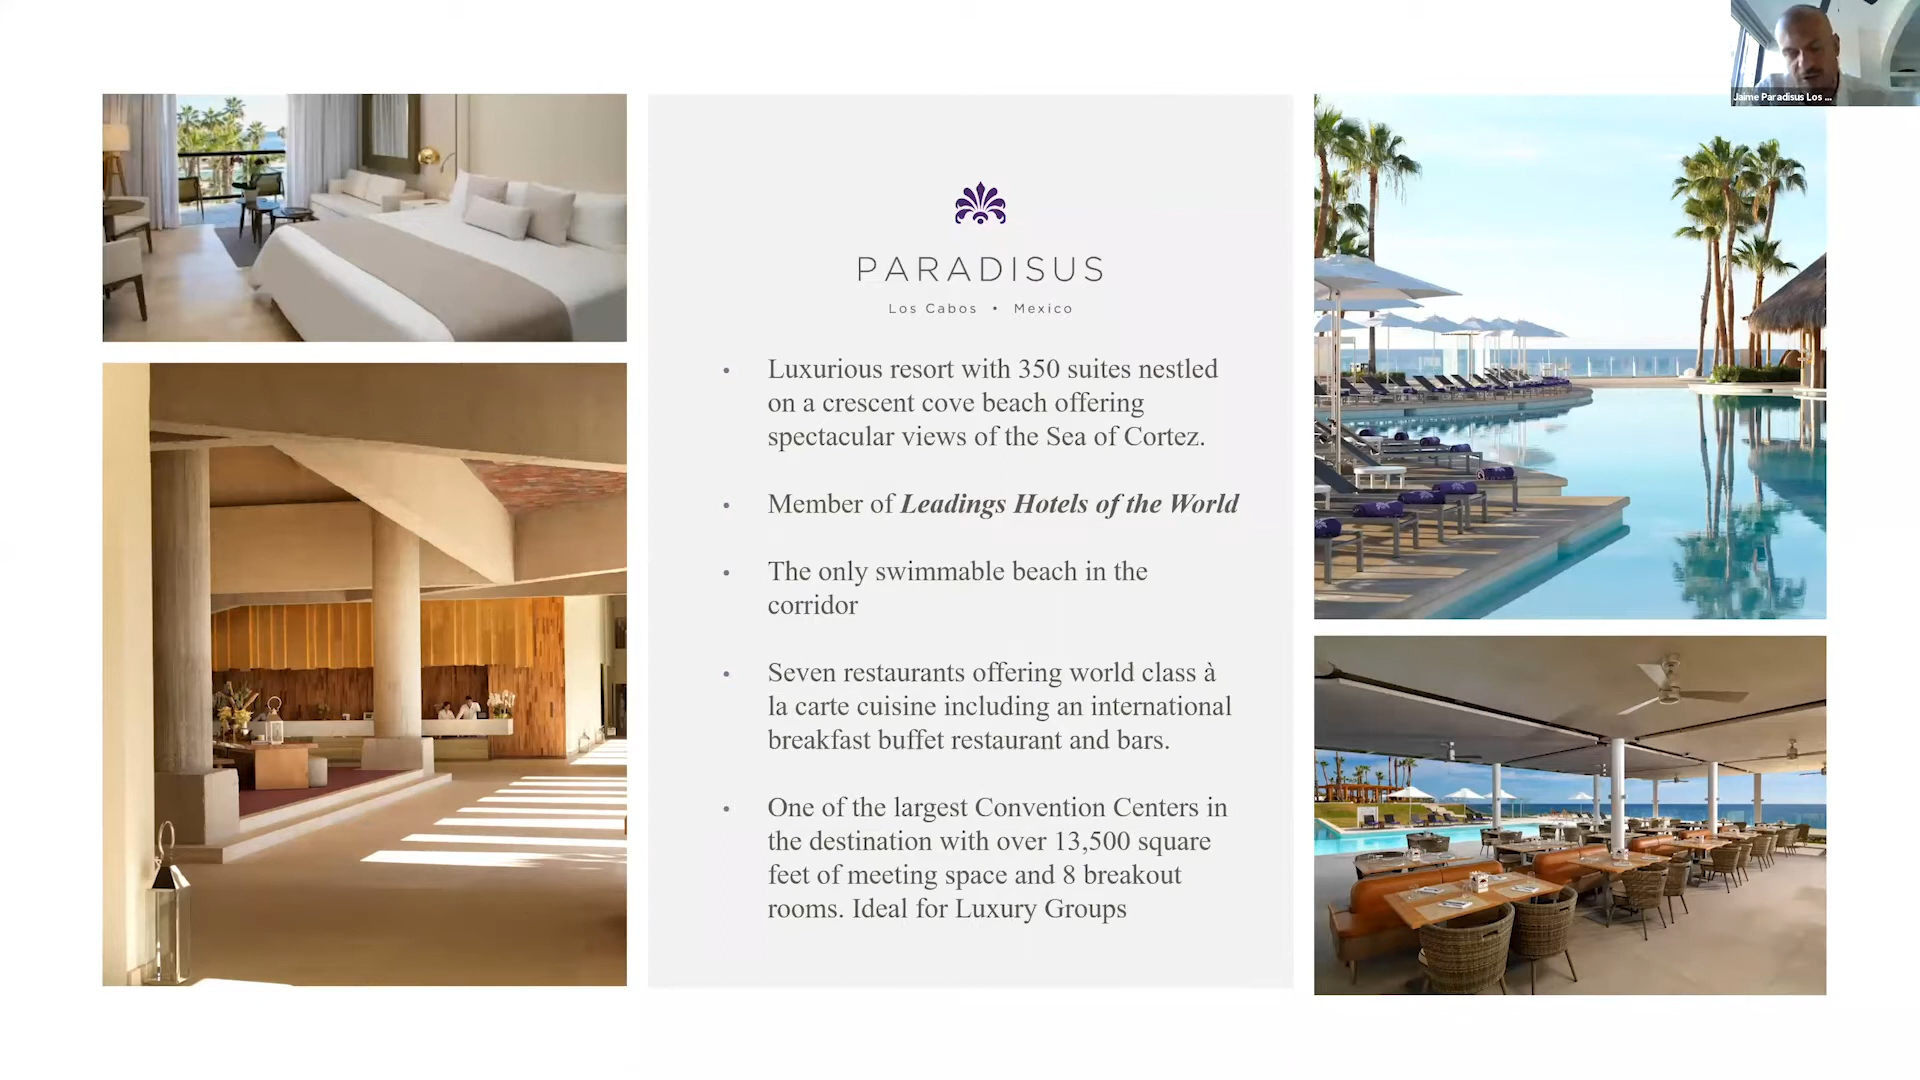 Jaime Paradisus Los ...
PARADISUS
Los Cabos • Mexico
• Luxurious resort with 350 suites nestled
on a crescent cove beach offering
spectacular views of the Sea of Cortez.
• Member of Leadings Hotels of the World
• The only swimmable beach in the
corridor
• Seven restaurants offering world class à
la carte cuisine including an international
breakfast buffet restaurant and bars.
• One of the largest Convention Centers in
the destination with over 13,500 square
feet of meeting space and 8 breakout
rooms. Ideal for Luxury Groups